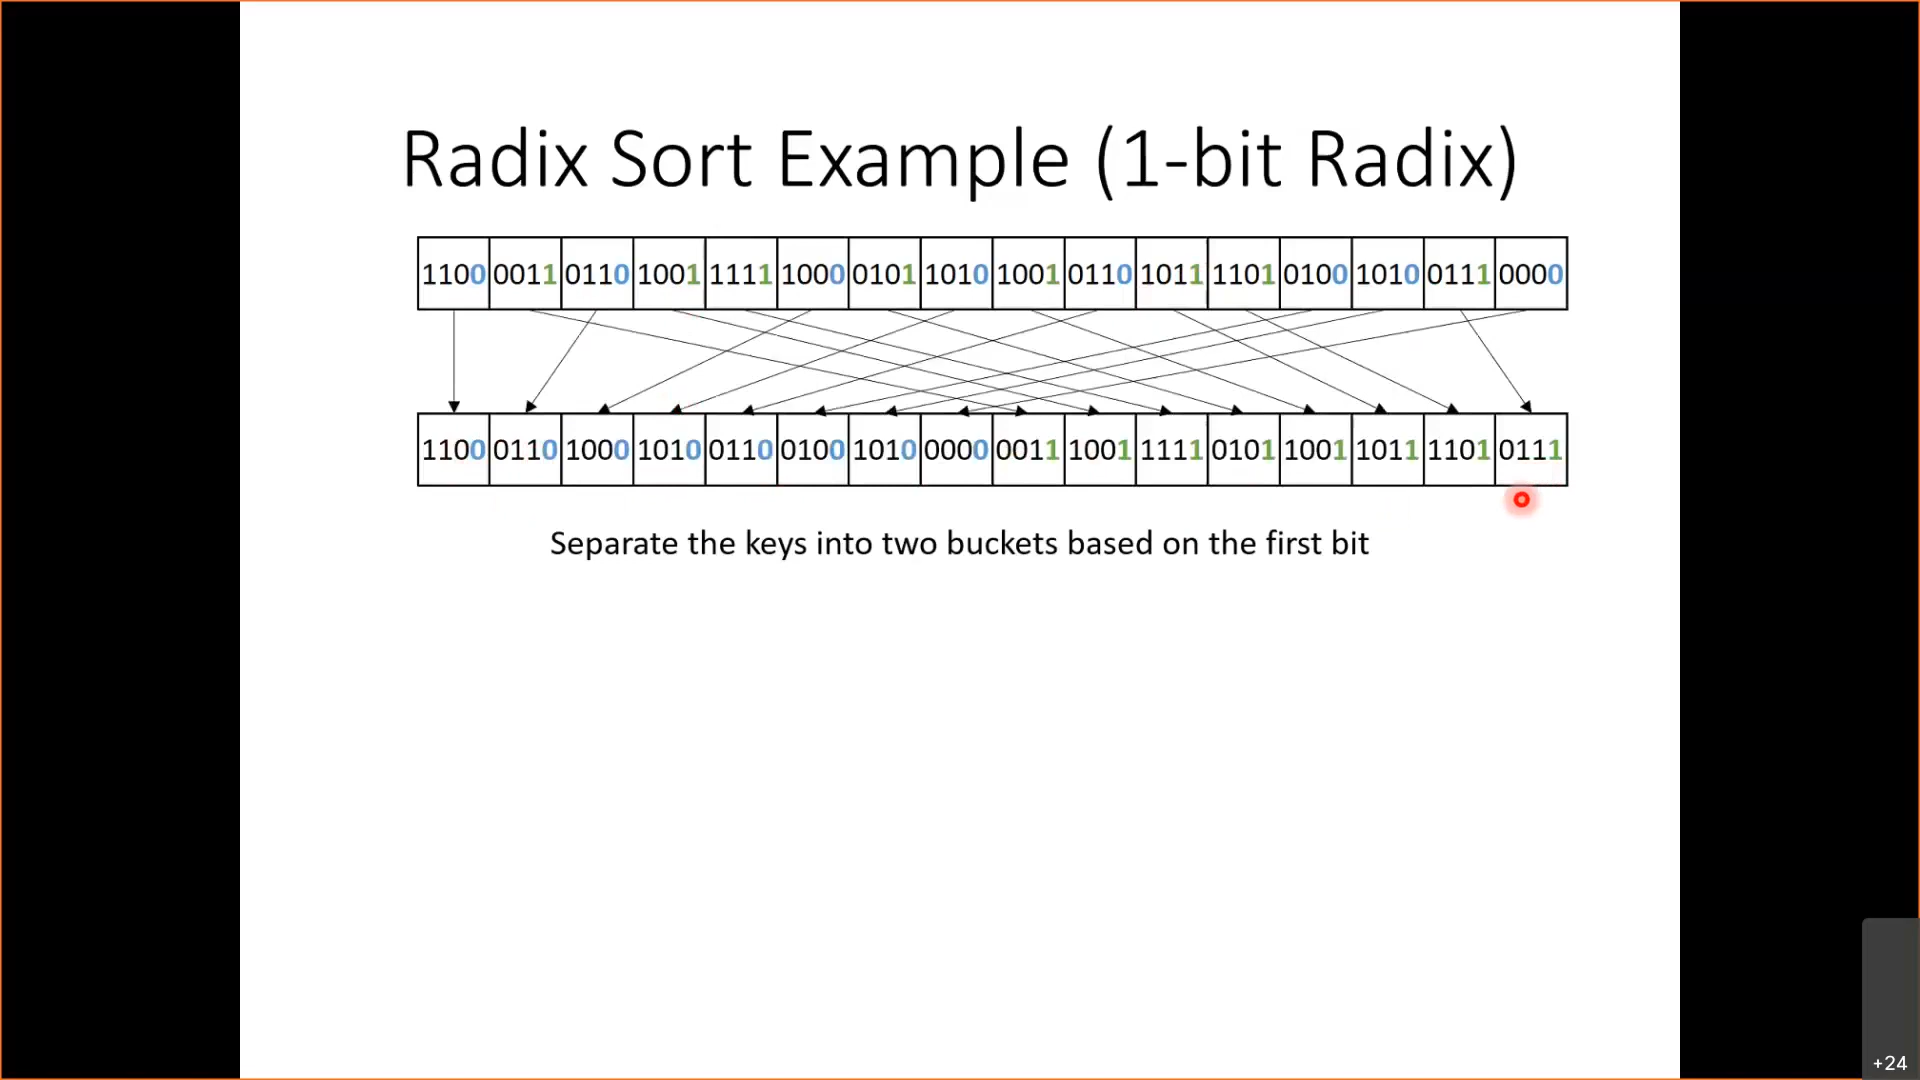 Radix Sort Example (1-bit Radix)
1100 0011 0110 1001 1111 1000 0101 1010 1001 0110 1011 1101 0100 1010 0111 0000
1100 0110 1000 1010 0110 0100 1010 0000 0011 1001 1111 0101 1001 1011 1101 0111
Separate the keys into two buckets based on the first bit
+24